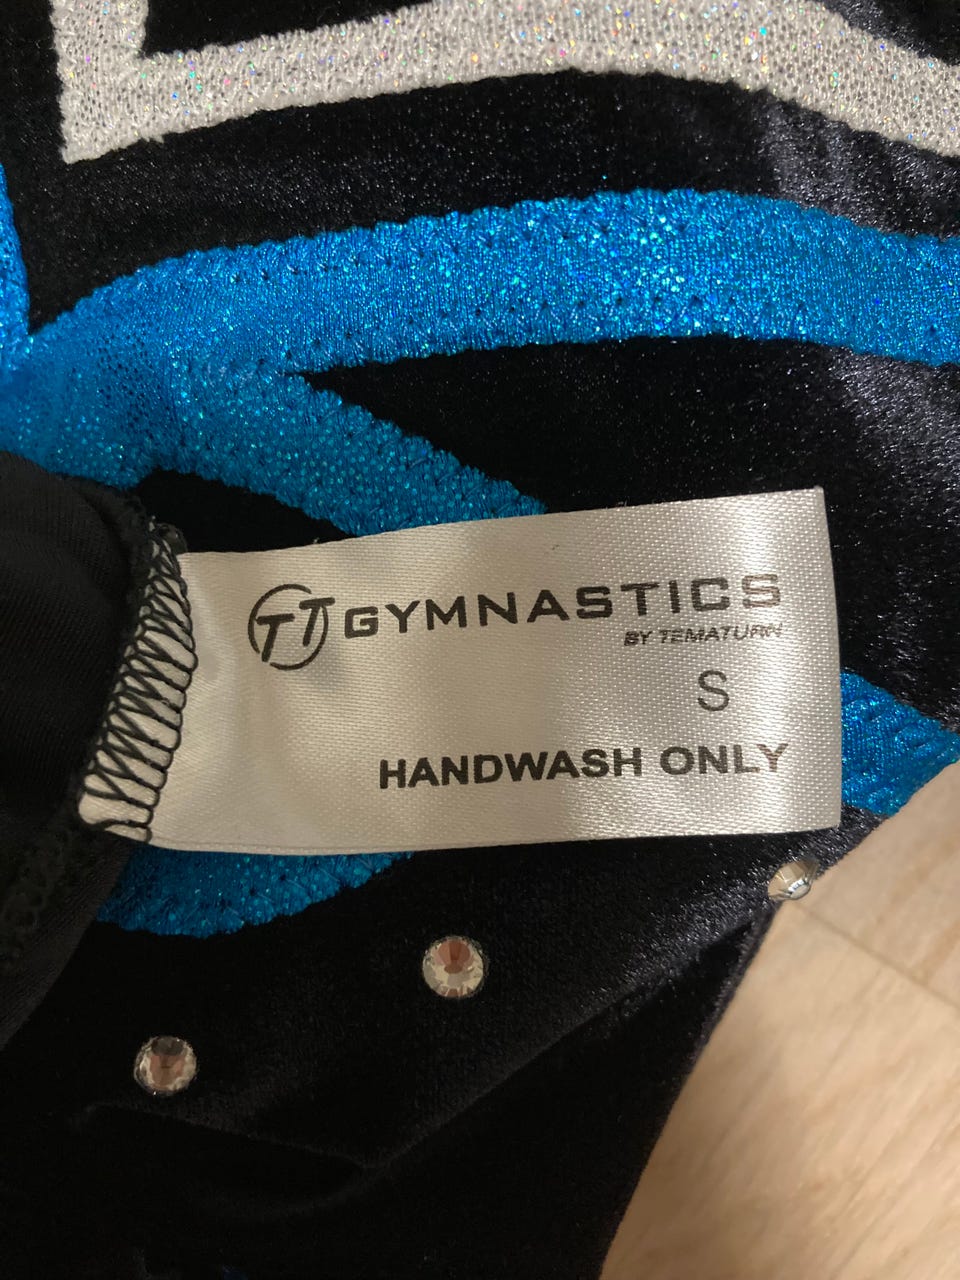 TT GYMNASTICS
BY TEMATURN
S
HANDWASH ONLY